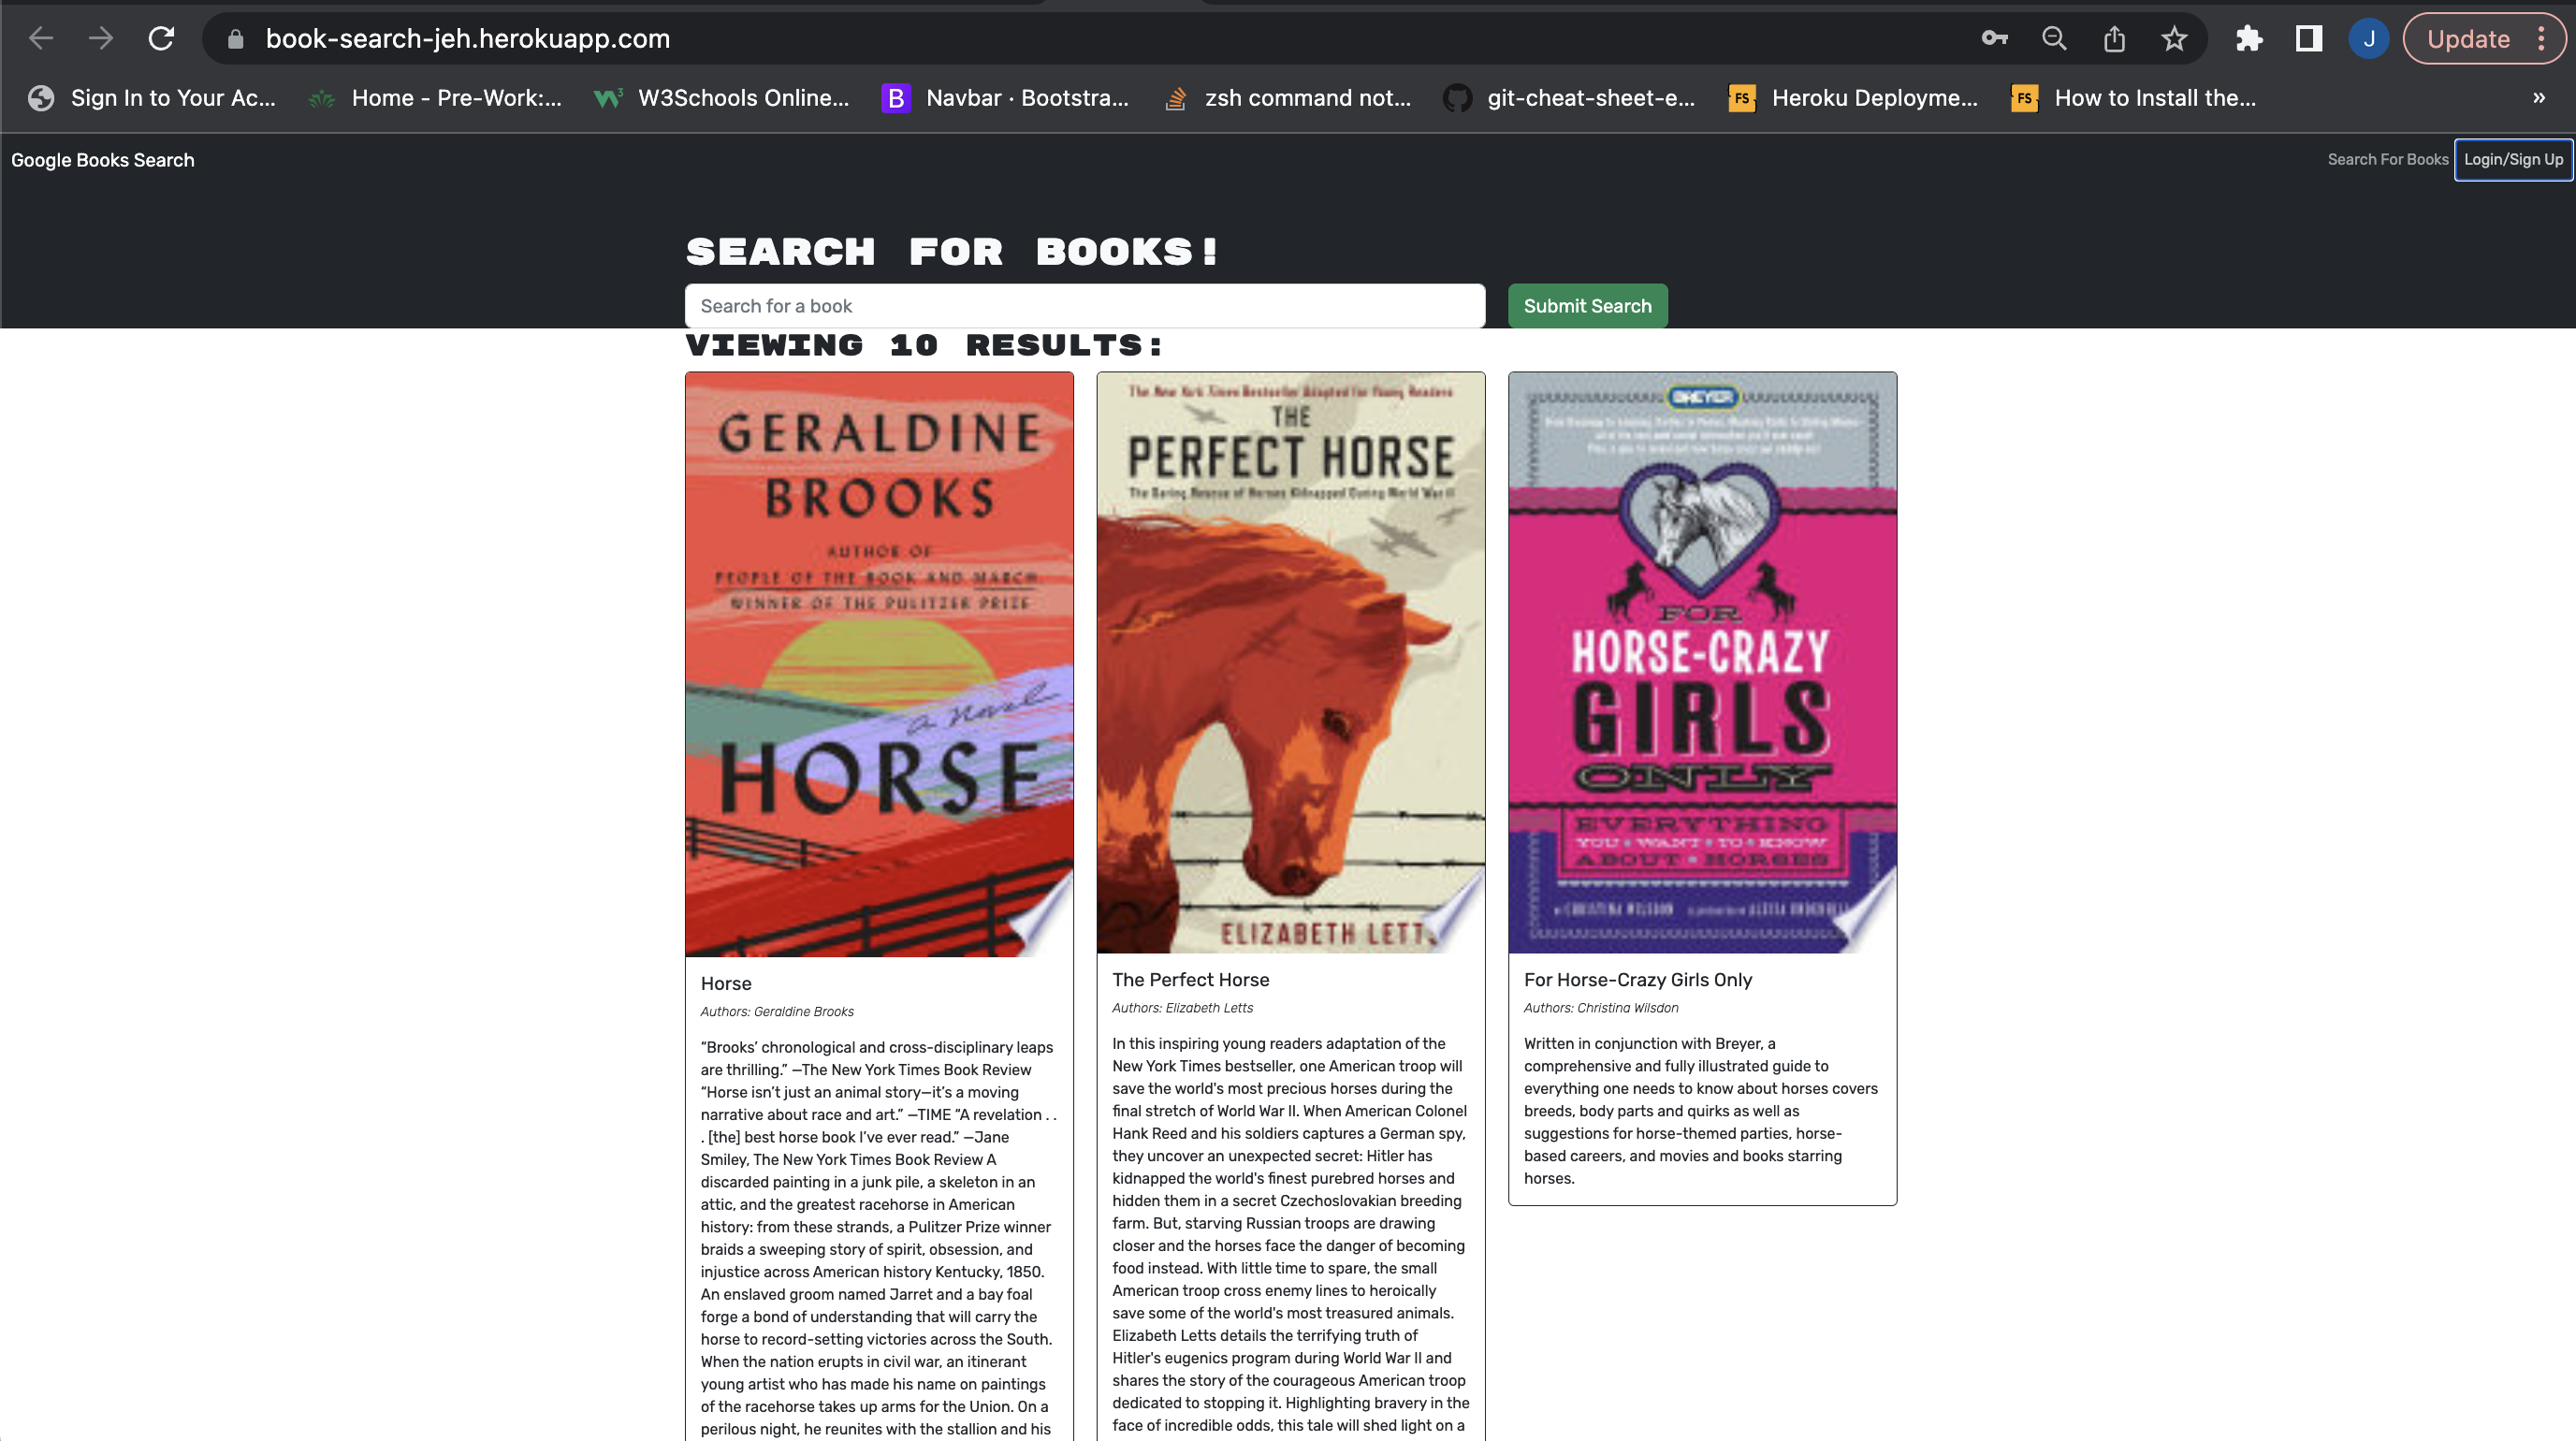 book-search-jeh.herokuapp.com
J
Update
Sign In to Your Ac...
Home - Pre-Work:...
W3Schools Online...
B
Navbar · Bootstra...
zsh command not...
git-cheat-sheet-e...
FS
Heroku Deployme...
FS
How to Install the...
»
Google Books Search
Search For Books
Login/Sign Up
SEARCH FOR BOOKS!
Search for a book
Submit Search
VIEWING 10 RESULTS:
GERALDINE
BROOKS
AUTHOR OF
PEOPLE OF THE BOOK AND MARCH
WINNER OF THE PULITZER PRIZE
a novel
HORSE
Horse
Authors: Geraldine Brooks
“Brooks’ chronological and cross-disciplinary leaps
are thrilling.” —The New York Times Book Review
“Horse isn’t just an animal story—it’s a moving
narrative about race and art.” —TIME “A revelation . .
. [the] best horse book I’ve ever read.” —Jane
Smiley, The New York Times Book Review A
discarded painting in a junk pile, a skeleton in an
attic, and the greatest racehorse in American
history: from these strands, a Pulitzer Prize winner
braids a sweeping story of spirit, obsession, and
injustice across American history Kentucky, 1850.
An enslaved groom named Jarret and a bay foal
forge a bond of understanding that will carry the
horse to record-setting victories across the South.
When the nation erupts in civil war, an itinerant
young artist who has made his name on paintings
of the racehorse takes up arms for the Union. On a
perilous night, he reunites with the stallion and his
The New York Times Bestseller Adapted for Young Readers
THE
PERFECT HORSE
The Daring Rescue of Horses Kidnapped During World War II
ELIZABETH LETT
The Perfect Horse
Authors: Elizabeth Letts
In this inspiring young readers adaptation of the
New York Times bestseller, one American troop will
save the world's most precious horses during the
final stretch of World War II. When American Colonel
Hank Reed and his soldiers captures a German spy,
they uncover an unexpected secret: Hitler has
kidnapped the world's finest purebred horses and
hidden them in a secret Czechoslovakian breeding
farm. But, starving Russian troops are drawing
closer and the horses face the danger of becoming
food instead. With little time to spare, the small
American troop cross enemy lines to heroically
save some of the world's most treasured animals.
Elizabeth Letts details the terrifying truth of
Hitler's eugenics program during World War II and
shares the story of the courageous American troop
dedicated to stopping it. Highlighting bravery in the
face of incredible odds, this tale will shed light on a
BREYER
FOR
HORSE-CRAZY
GIRLS
ONLY
EVERYTHING
YOU • WANT • TO • KNOW
ABOUT • HORSES
CHRISTINA WILSDON
For Horse-Crazy Girls Only
Authors: Christina Wilsdon
Written in conjunction with Breyer, a
comprehensive and fully illustrated guide to
everything one needs to know about horses covers
breeds, body parts and quirks as well as
suggestions for horse-themed parties, horse-
based careers, and movies and books starring
horses.